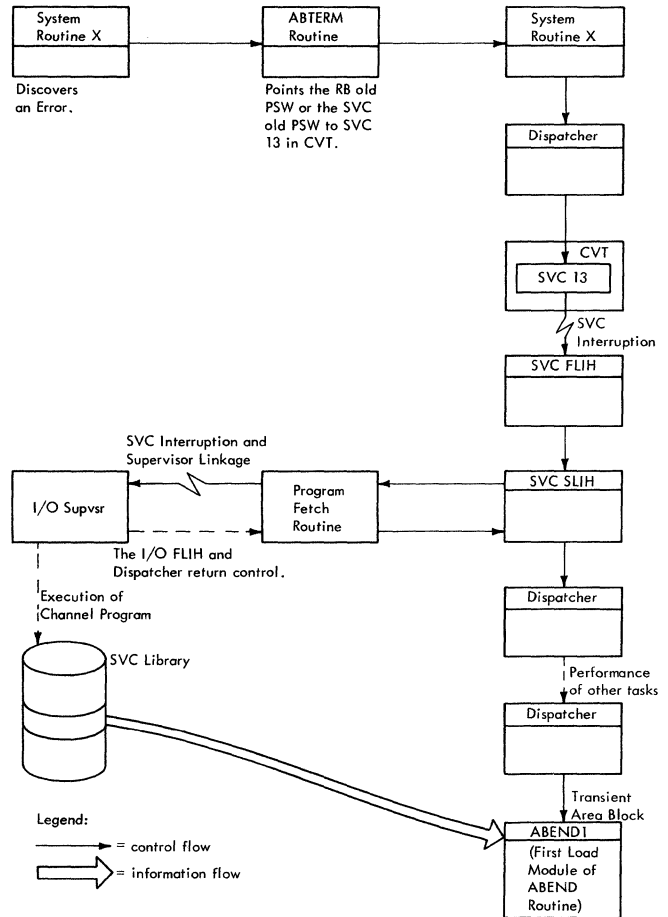 System
Routine X
ABTERM
Routine
System
Routine X
Discovers
an Error.
Points the RB old
PSW or the SVC
old PSW to SVC
13 in CVT.
Dispatcher
CVT
SVC 13
SVC
Interruption
SVC FLIH
SVC Interruption and
Supervisor Linkage
I/O Supvsr
Program
Fetch
Routine
SVC SLIH
The I/O FLIH and
Dispatcher return control.
Execution of
Channel Program
Dispatcher
SVC Library
Performance
of other tasks
Dispatcher
Transient
Area Block
Legend:
= control flow
= information flow
ABEND1
(First Load
Module of
ABEND
Routine)